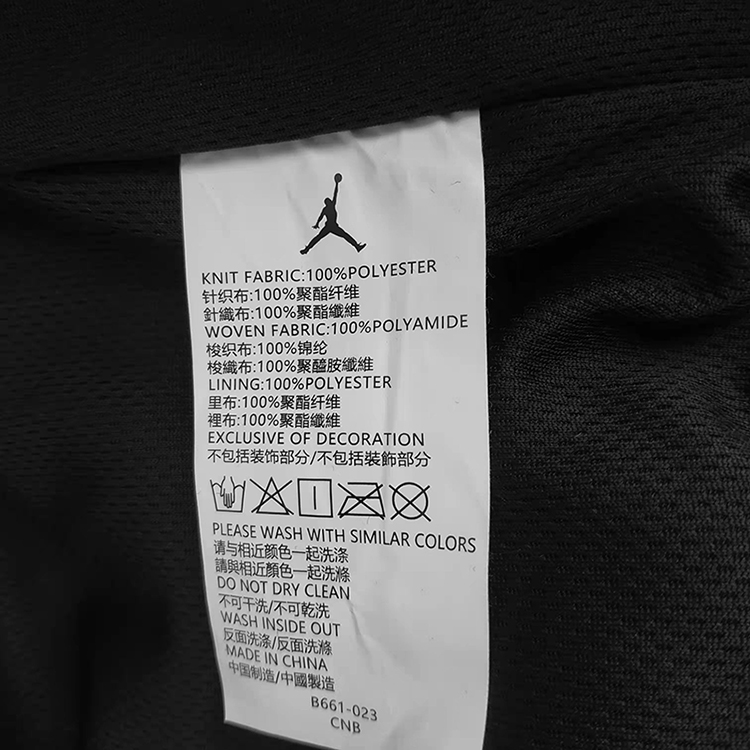 KNIT FABRIC:100%POLYESTER
针织布:100%聚酯纤维
針織布:100%聚酯纖維
WOVEN FABRIC:100%POLYAMIDE
梭织布:100%锦纶
梭織布:100%聚醯胺纖維
LINING:100%POLYESTER
里布:100%聚酯纤维
裡布:100%聚酯纖維
EXCLUSIVE OF DECORATION
不包括装饰部分/不包括裝飾部分
PLEASE WASH WITH SIMILAR COLORS
请与相近颜色一起洗涤
請與相近顏色一起洗滌
DO NOT DRY CLEAN
不可干洗/不可乾洗
WASH INSIDE OUT
反面洗涤/反面洗滌
MADE IN CHINA
中国制造/中國製造
B661-023
CNB